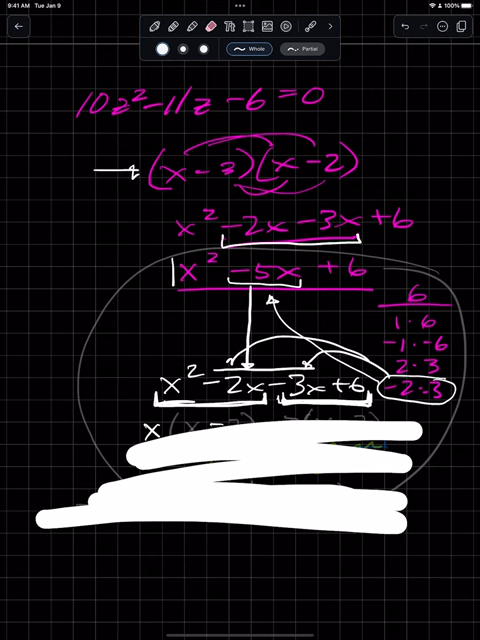 9:41 AM Tue Jan 9
100%
Whole
Partial
10z² - 11z - 6 = 0
(x - 3)(x - 2)
x² - 2x - 3x + 6
x² - 5x + 6
6
1 · 6
-1 · -6
2 · 3
-2 · -3
x² - 2x - 3x + 6
x